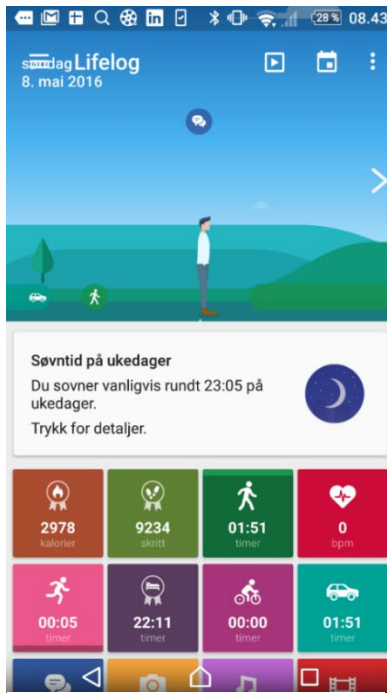 28 % 08.43
søndag Lifelog
8. mai 2016
Søvntid på ukedager
Du sovner vanligvis rundt 23:05 på
ukedager.
Trykk for detaljer.
2978 9234 01:51 0
kalorier skritt timer bpm
00:05 22:11 00:00 01:51
timer timer timer timer